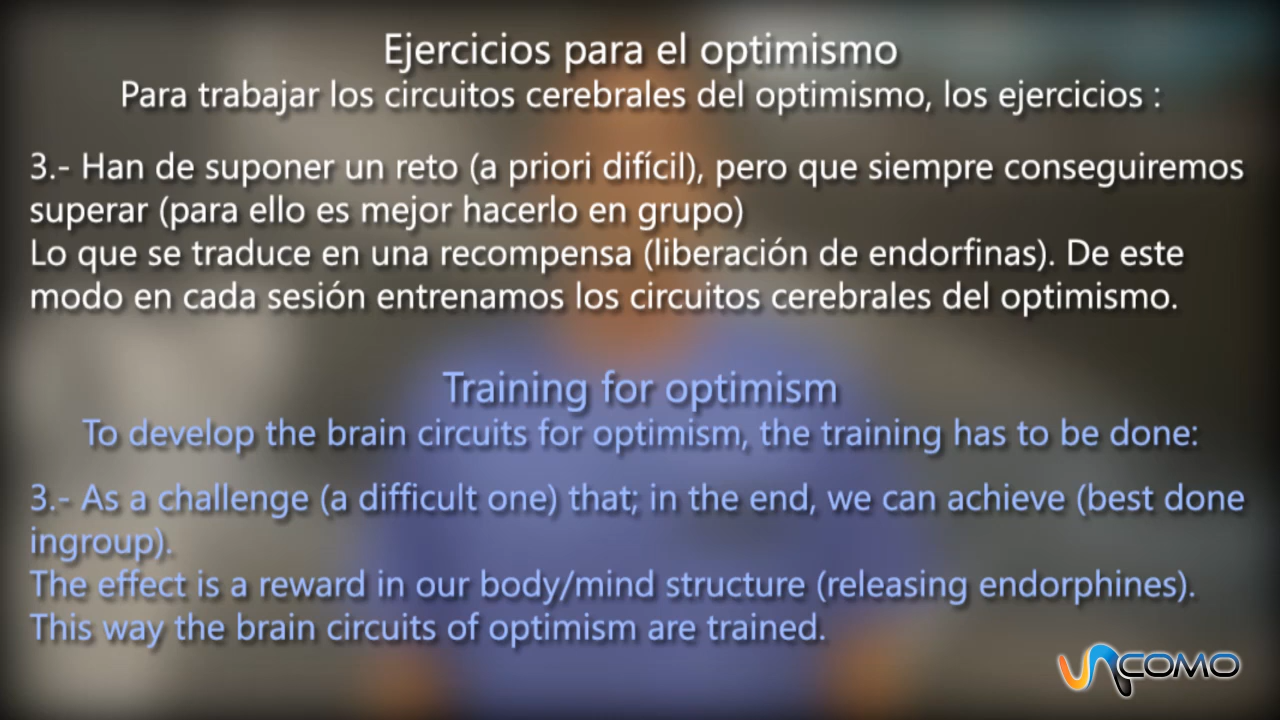 Ejercicios para el optimismo
Para trabajar los circuitos cerebrales del optimismo, los ejercicios :
3.- Han de suponer un reto (a priori difícil), pero que siempre conseguiremos
superar (para ello es mejor hacerlo en grupo)
Lo que se traduce en una recompensa (liberación de endorfinas). De este
modo en cada sesión entrenamos los circuitos cerebrales del optimismo.
Training for optimism
To develop the brain circuits for optimism, the training has to be done:
3.- As a challenge (a difficult one) that; in the end, we can achieve (best done
ingroup).
The effect is a reward in our body/mind structure (releasing endorphines).
This way the brain circuits of optimism are trained.
UNCOMO